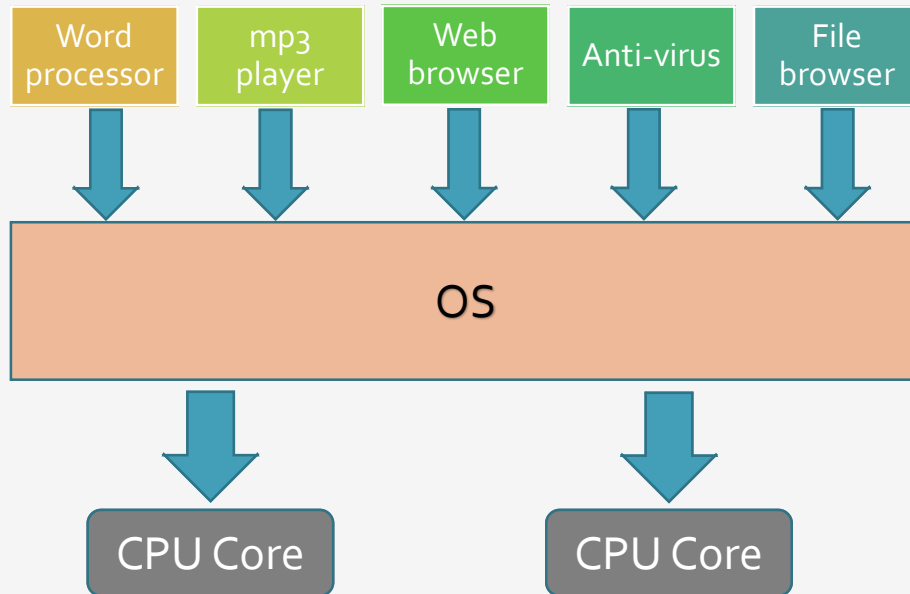 Word
processor
mp3
player
Web
browser
Anti-virus
File
browser
OS
CPU Core
CPU Core